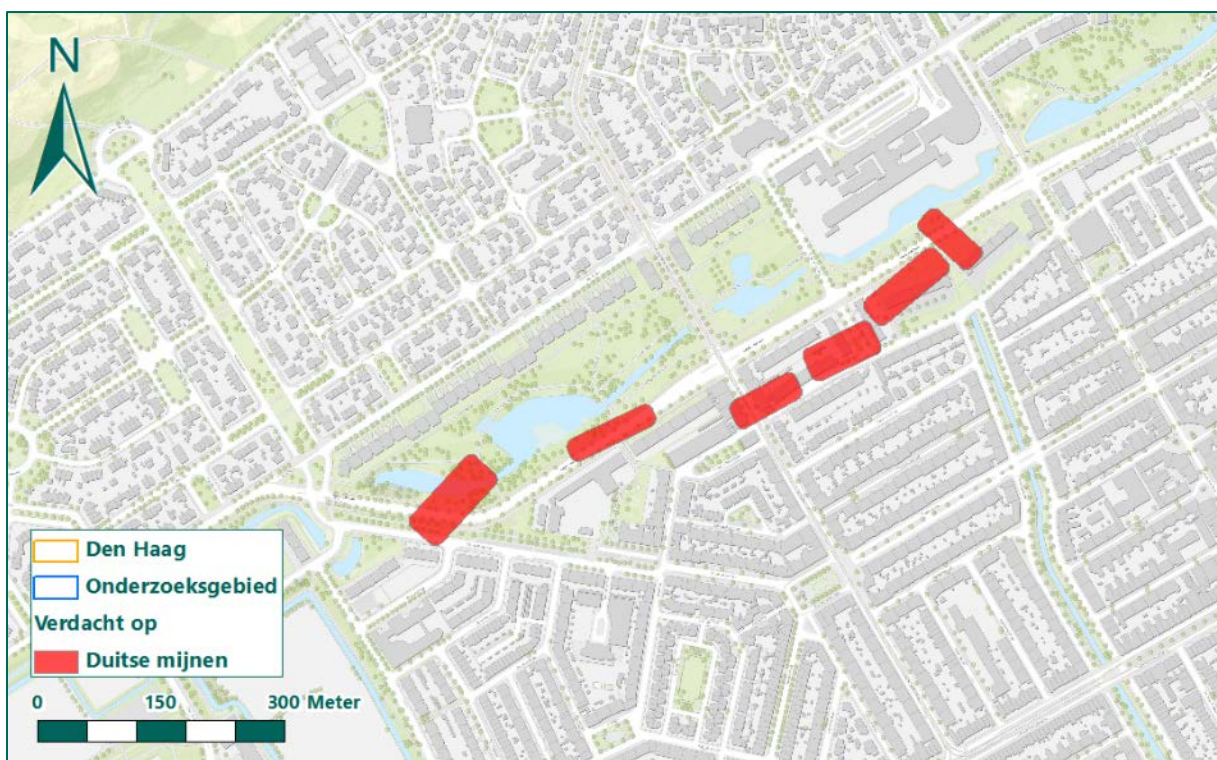 N
Den Haag
Onderzoeksgebied
Verdacht op
Duitse mijnen
0 150 300 Meter